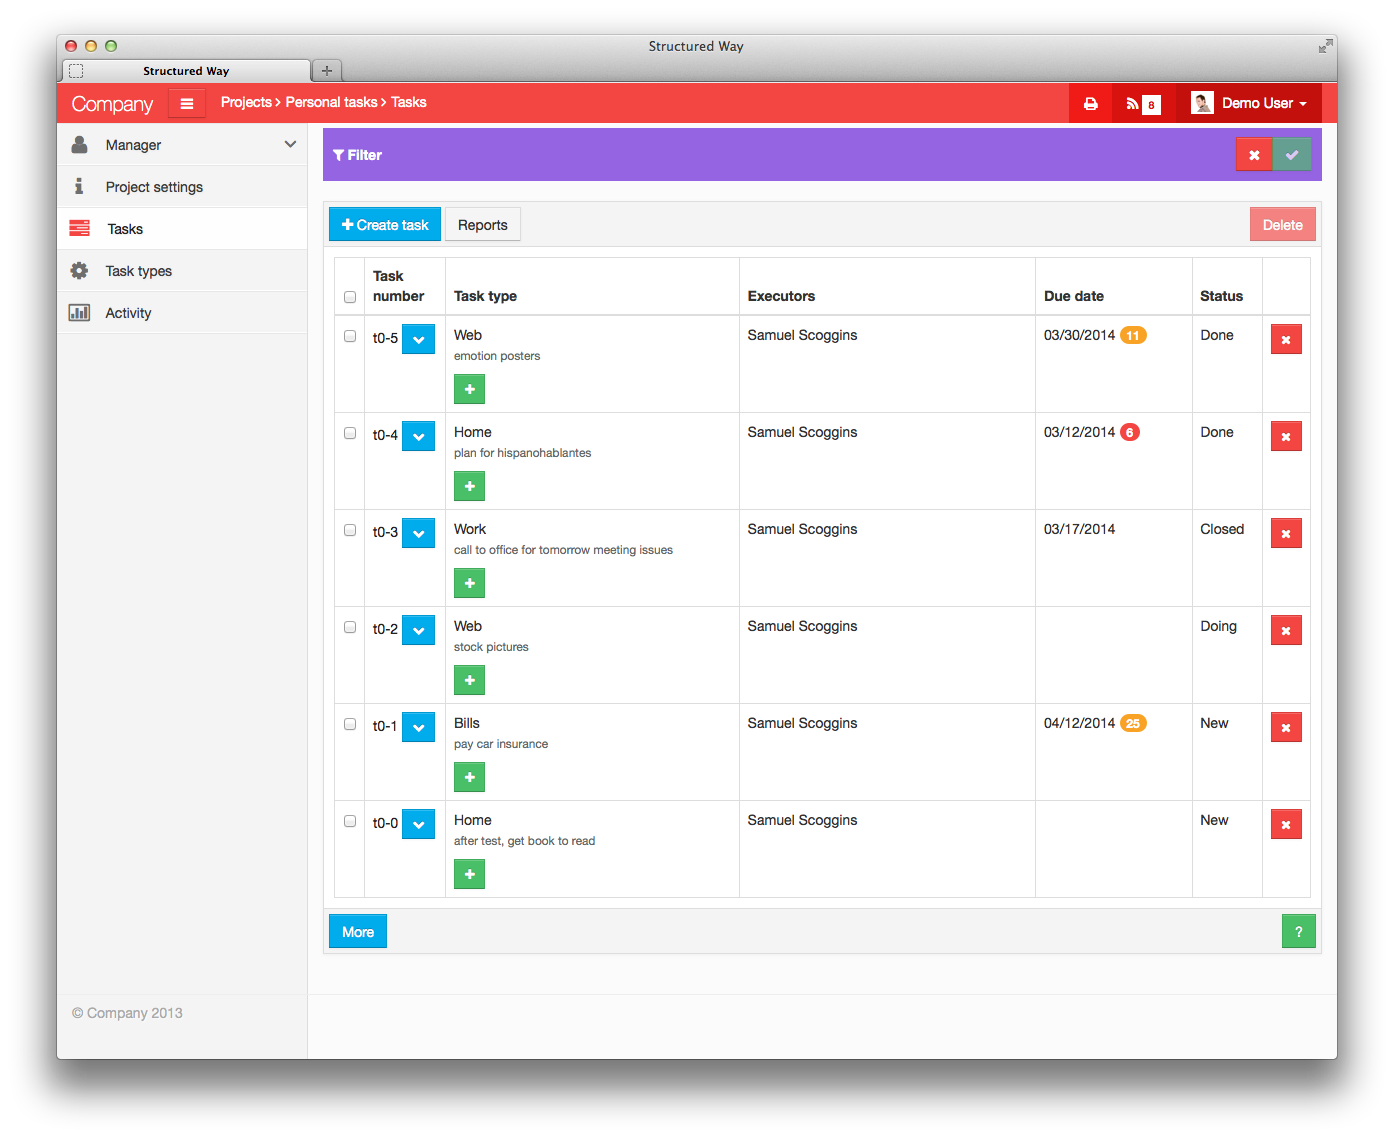 Structured Way
Structured Way
Company Projects > Personal tasks > Tasks 8 Demo User
Manager
Project settings
Tasks
Task types
Activity
Filter
Create task Reports Delete
Task number Task type Executors Due date Status
t0-5 Web Samuel Scoggins 03/30/2014 11 Done
emotion posters
t0-4 Home Samuel Scoggins 03/12/2014 6 Done
plan for hispanohablantes
t0-3 Work Samuel Scoggins 03/17/2014 Closed
call to office for tomorrow meeting issues
t0-2 Web Samuel Scoggins Doing
stock pictures
t0-1 Bills Samuel Scoggins 04/12/2014 25 New
pay car insurance
t0-0 Home Samuel Scoggins New
after test, get book to read
More ?
© Company 2013